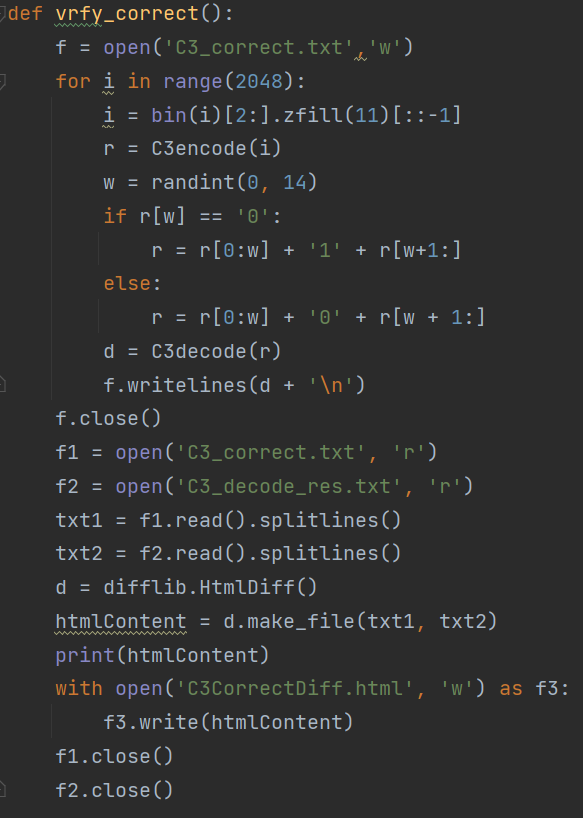 def vrfy_correct():
    f = open('C3_correct.txt','w')
    for i in range(2048):
        i = bin(i)[2:].zfill(11)[::-1]
        r = C3encode(i)
        w = randint(0, 14)
        if r[w] == '0':
            r = r[0:w] + '1' + r[w+1:]
        else:
            r = r[0:w] + '0' + r[w + 1:]
        d = C3decode(r)
        f.writelines(d + '\n')
    f.close()
    f1 = open('C3_correct.txt', 'r')
    f2 = open('C3_decode_res.txt', 'r')
    txt1 = f1.read().splitlines()
    txt2 = f2.read().splitlines()
    d = difflib.HtmlDiff()
    htmlContent = d.make_file(txt1, txt2)
    print(htmlContent)
    with open('C3CorrectDiff.html', 'w') as f3:
        f3.write(htmlContent)
    f1.close()
    f2.close()